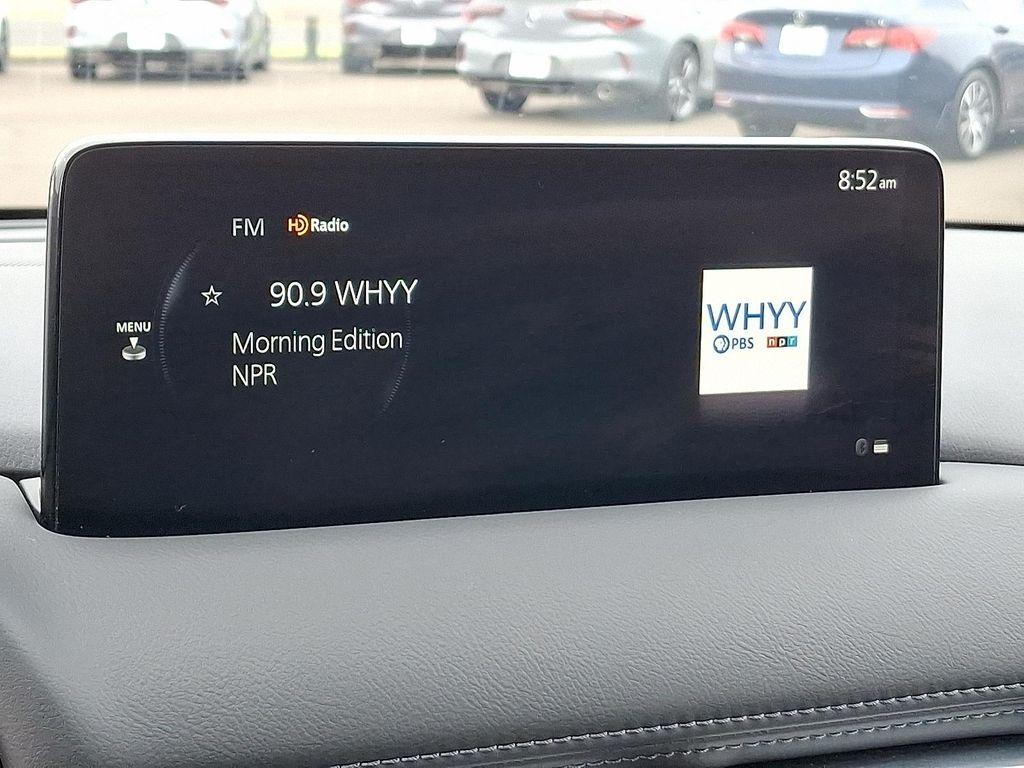 8:52am
FM HD Radio
90.9 WHYY
MENU
Morning Edition
NPR
WHYY
PBS npr